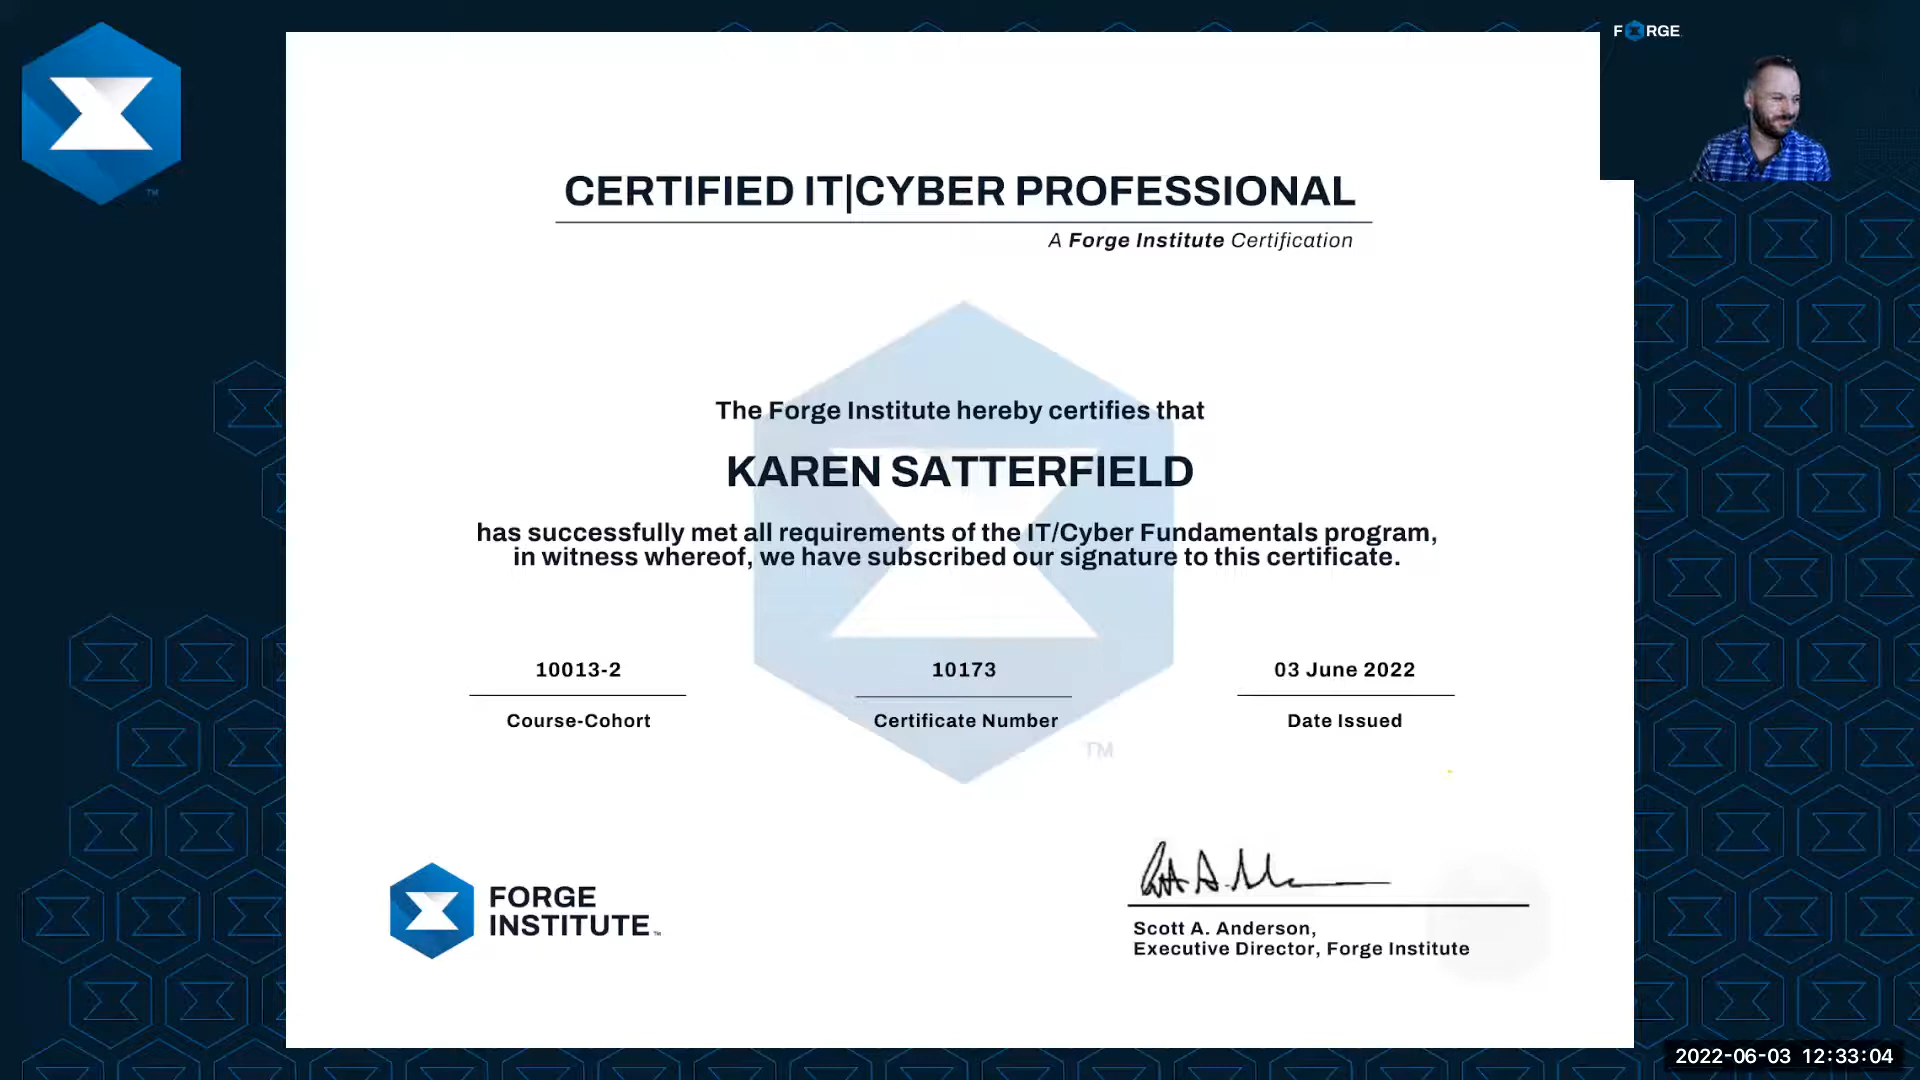 FORGE
CERTIFIED IT|CYBER PROFESSIONAL
A Forge Institute Certification
The Forge Institute hereby certifies that
KAREN SATTERFIELD
has successfully met all requirements of the IT/Cyber Fundamentals program,
in witness whereof, we have subscribed our signature to this certificate.
10013-2
Course-Cohort
10173
Certificate Number
03 June 2022
Date Issued
TM
FORGE
INSTITUTE™
Scott A. Anderson,
Executive Director, Forge Institute
2022-06-03 12:33:04